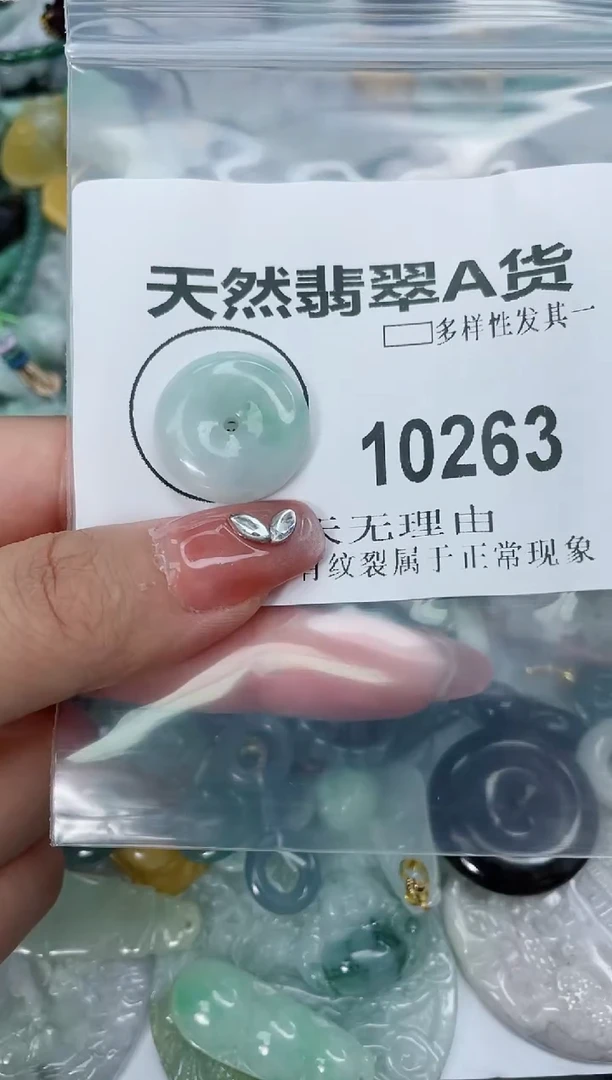 天然翡翠A货
多样性发其一
10263
天无理由
有纹裂属于正常现象